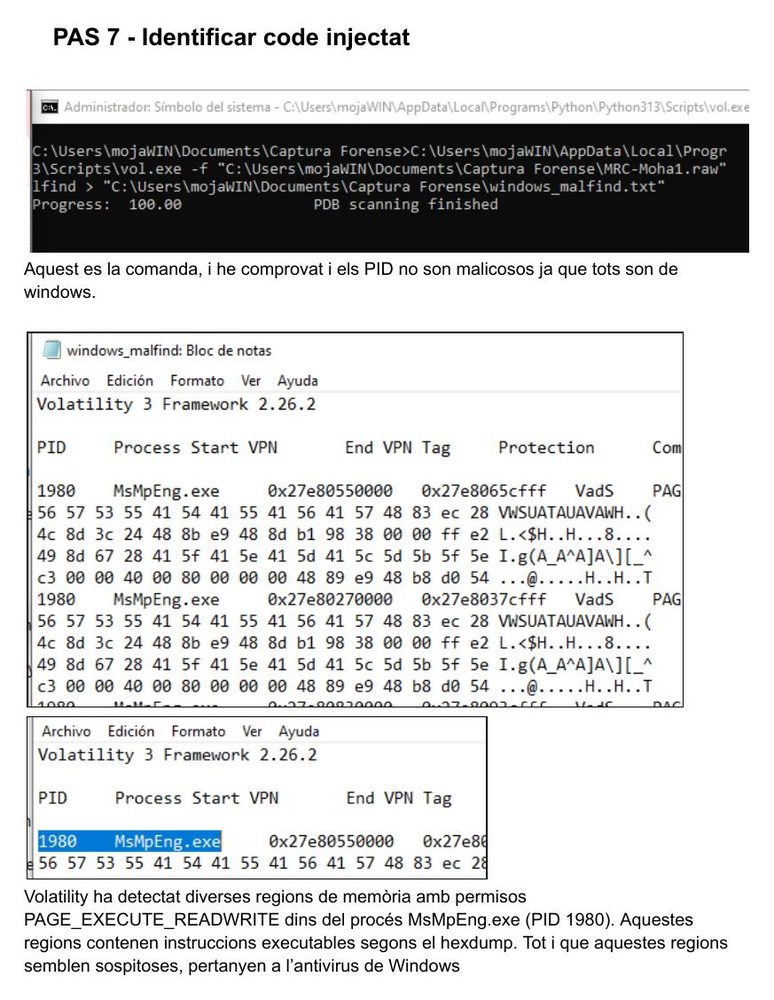 PAS 7 - Identificar code injectat
Administrador: Símbolo del sistema - C:\Users\mojaWIN\AppData\Local\Programs\Python\Python313\Scripts\vol.exe
C:\Users\mojaWIN\Documents\Captura Forense>C:\Users\mojaWIN\AppData\Local\Progr
3\Scripts\vol.exe -f "C:\Users\mojaWIN\Documents\Captura Forense\MRC-Moha1.raw"
lfind > "C:\Users\mojaWIN\Documents\Captura Forense\windows_malfind.txt"
Progress: 100.00 PDB scanning finished
Aquest es la comanda, i he comprovat i els PID no son malicosos ja que tots son de
windows.
windows_malfind: Bloc de notas
Archivo Edición Formato Ver Ayuda
Volatility 3 Framework 2.26.2
PID Process Start VPN End VPN Tag Protection Com
1980 MsMpEng.exe 0x27e80550000 0x27e8065cfff VadS PAG
56 57 53 55 41 54 41 55 41 56 41 57 48 83 ec 28 VWSUATAUAVAWH..(
4c 8d 3c 24 48 8b e9 48 8d b1 98 38 00 00 ff e2 L.<$H..H...8....
49 8d 67 28 41 5f 41 5e 41 5d 41 5c 5d 5b 5f 5e I.g(A_A^A]A\][_^
c3 00 00 40 00 80 00 00 00 48 89 e9 48 b8 d0 54 ...@.....H..H..T
1980 MsMpEng.exe 0x27e80270000 0x27e8037cfff VadS PAG
56 57 53 55 41 54 41 55 41 56 41 57 48 83 ec 28 VWSUATAUAVAWH..(
4c 8d 3c 24 48 8b e9 48 8d b1 98 38 00 00 ff e2 L.<$H..H...8....
49 8d 67 28 41 5f 41 5e 41 5d 41 5c 5d 5b 5f 5e I.g(A_A^A]A\][_^
c3 00 00 40 00 80 00 00 00 48 89 e9 48 b8 d0 54 ...@.....H..H..T
Archivo Edición Formato Ver Ayuda
Volatility 3 Framework 2.26.2
PID Process Start VPN End VPN Tag
1980 MsMpEng.exe 0x27e80550000 0x27e80
56 57 53 55 41 54 41 55 41 56 41 57 48 83 ec 28
Volatility ha detectat diverses regions de memòria amb permisos
PAGE_EXECUTE_READWRITE dins del procés MsMpEng.exe (PID 1980). Aquestes
regions contenen instruccions executables segons el hexdump. Tot i que aquestes regions
semblen sospitoses, pertanyen a l’antivirus de Windows